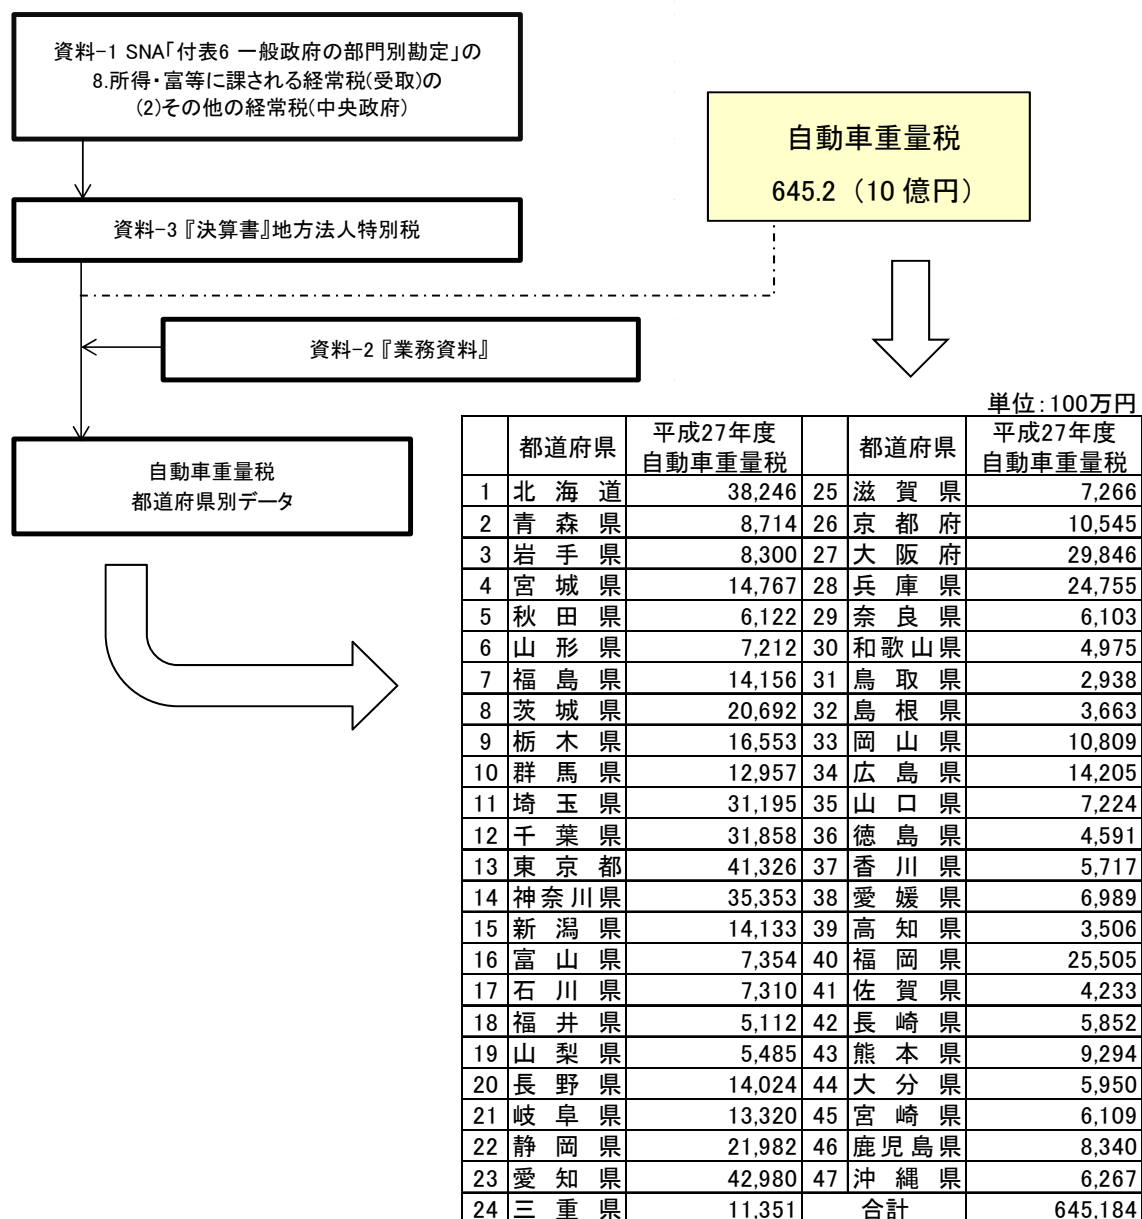 資料-1 SNA「付表6 一般政府の部門別勘定」の
8.所得・富等に課される経常税(受取)の
(2)その他の経常税(中央政府)
自動車重量税
645.2（10 億円）
資料-3『決算書』地方法人特別税
資料-2『業務資料』
自動車重量税
都道府県別データ
単位：100万円
都道府県 平成27年度 自動車重量税 都道府県 平成27年度 自動車重量税
1 北海道 38,246 25 滋賀県 7,266
2 青森県 8,714 26 京都府 10,545
3 岩手県 8,300 27 大阪府 29,846
4 宮城県 14,767 28 兵庫県 24,755
5 秋田県 6,122 29 奈良県 6,103
6 山形県 7,212 30 和歌山県 4,975
7 福島県 14,156 31 鳥取県 2,938
8 茨城県 20,692 32 島根県 3,663
9 栃木県 16,553 33 岡山県 10,809
10 群馬県 12,957 34 広島県 14,205
11 埼玉県 31,195 35 山口県 7,224
12 千葉県 31,858 36 徳島県 4,591
13 東京都 41,326 37 香川県 5,717
14 神奈川県 35,353 38 愛媛県 6,989
15 新潟県 14,133 39 高知県 3,506
16 富山県 7,354 40 福岡県 25,505
17 石川県 7,310 41 佐賀県 4,233
18 福井県 5,112 42 長崎県 5,852
19 山梨県 5,485 43 熊本県 9,294
20 長野県 14,024 44 大分県 5,950
21 岐阜県 13,320 45 宮崎県 6,109
22 静岡県 21,982 46 鹿児島県 8,340
23 愛知県 42,980 47 沖縄県 6,267
24 三重県 11,351 合計 645,184